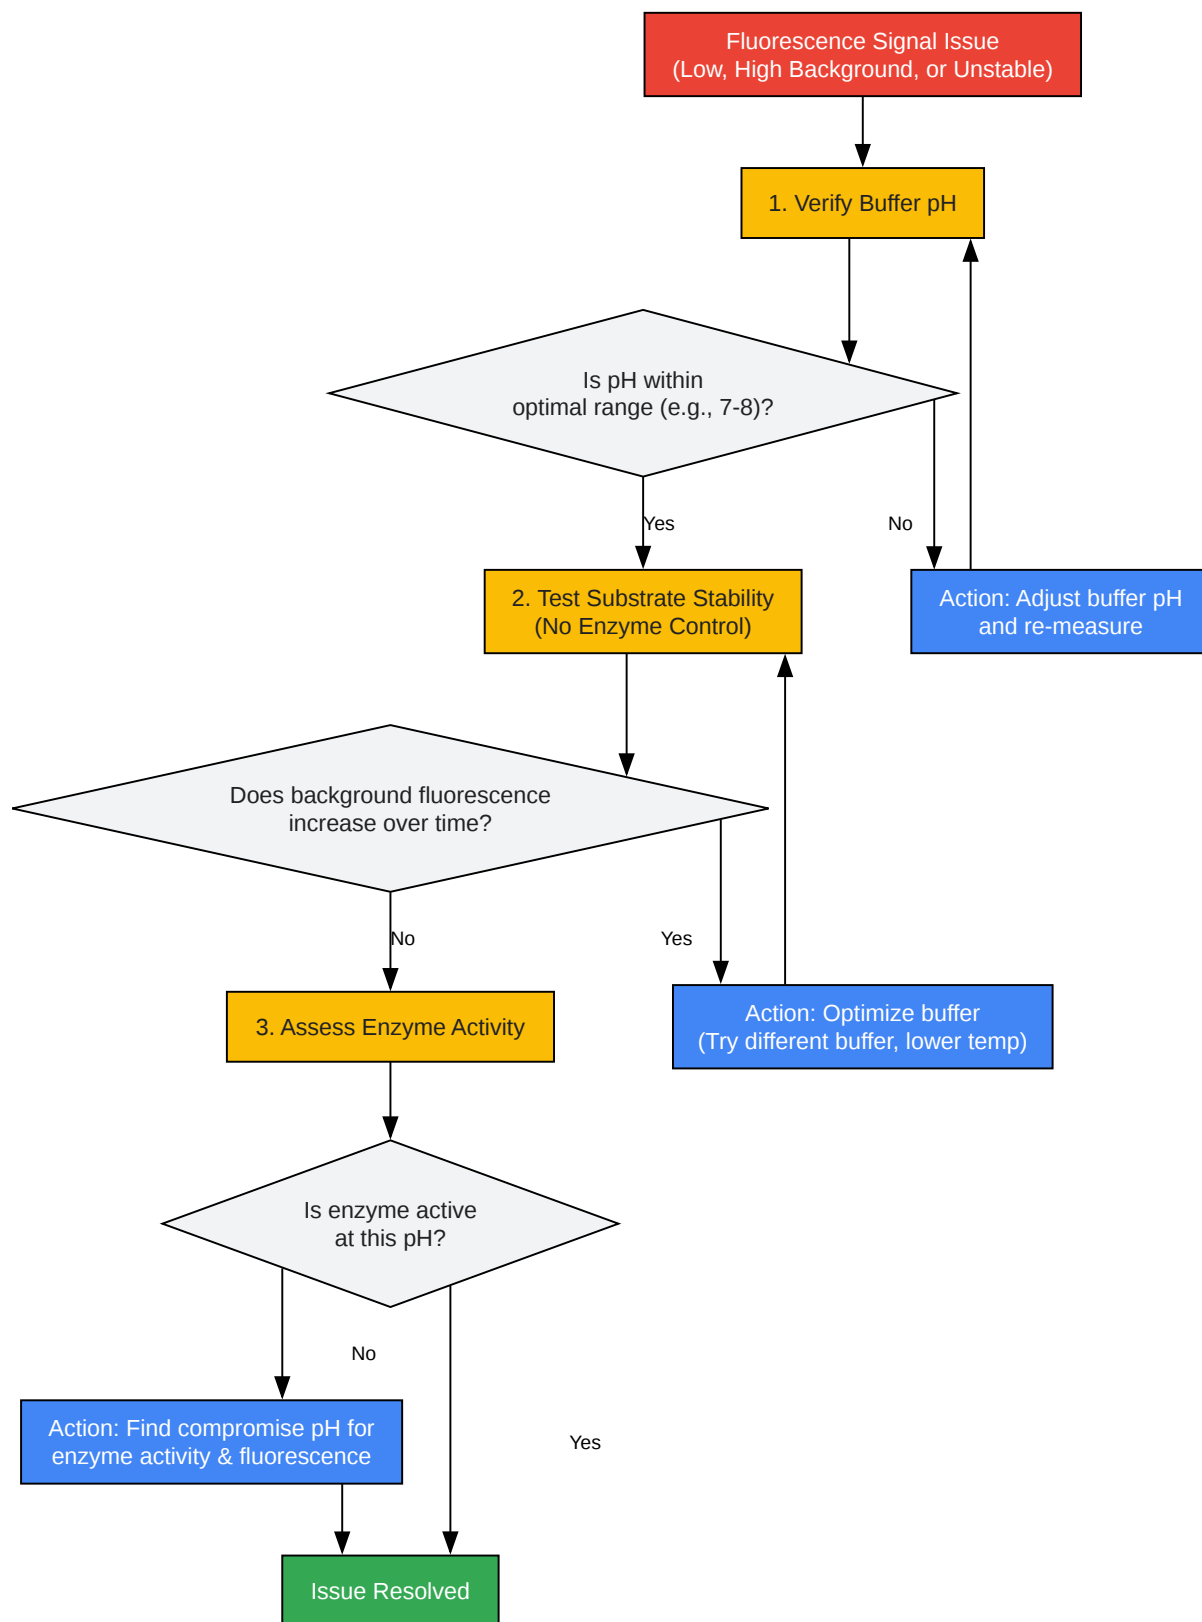 Fluorescence Signal Issue
(Low, High Background, or Unstable)
1. Verify Buffer pH
Is pH within
optimal range (e.g., 7-8)?
Yes
No
2. Test Substrate Stability
(No Enzyme Control)
Action: Adjust buffer pH
and re-measure
Does background fluorescence
increase over time?
No
Yes
3. Assess Enzyme Activity
Action: Optimize buffer
(Try different buffer, lower temp)
Is enzyme active
at this pH?
No
Action: Find compromise pH for
enzyme activity & fluorescence
Yes
Issue Resolved